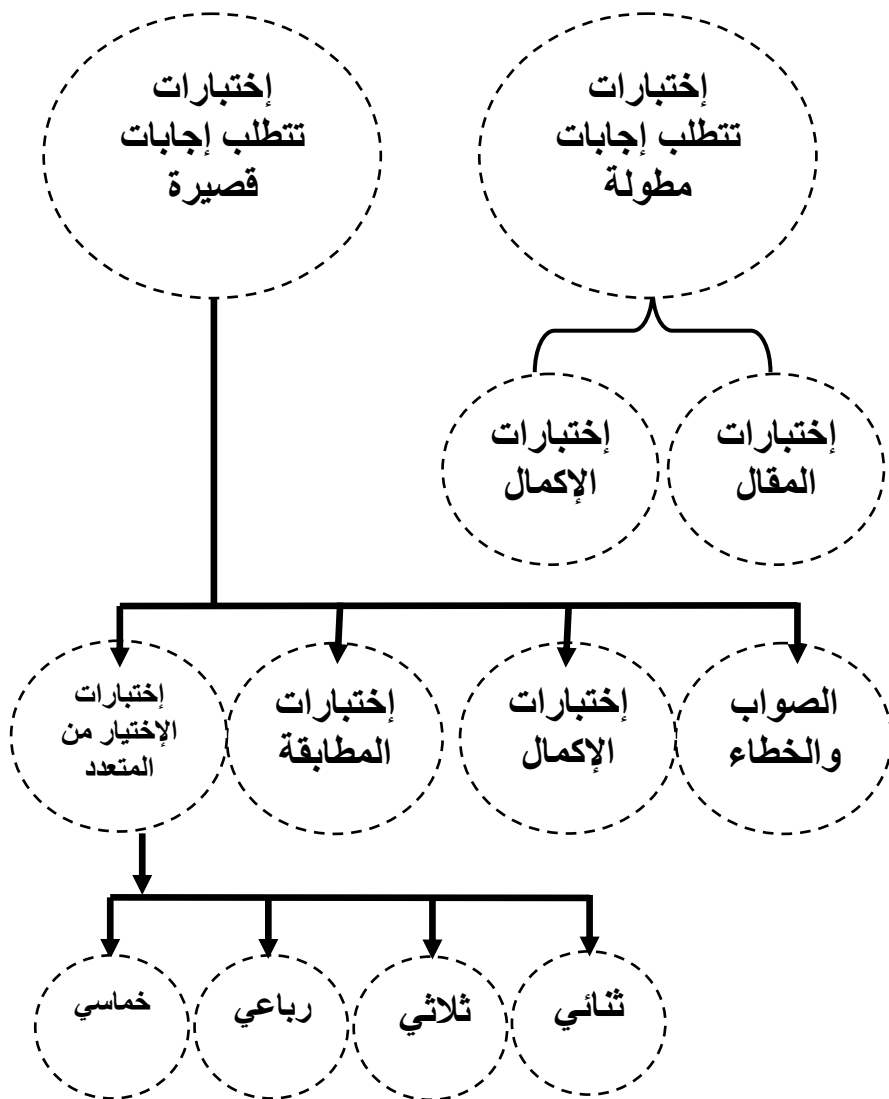 إختبارات
تتطلب إجابات
مطولة
إختبارات
تتطلب إجابات
قصيرة
إختبارات
المقال
إختبارات
الإكمال
الصواب
والخطاء
إختبارات
الإكمال
إختبارات
المطابقة
إختبارات
الإختيار من
المتعدد
ثنائي
ثلاثي
رباعي
خماسي